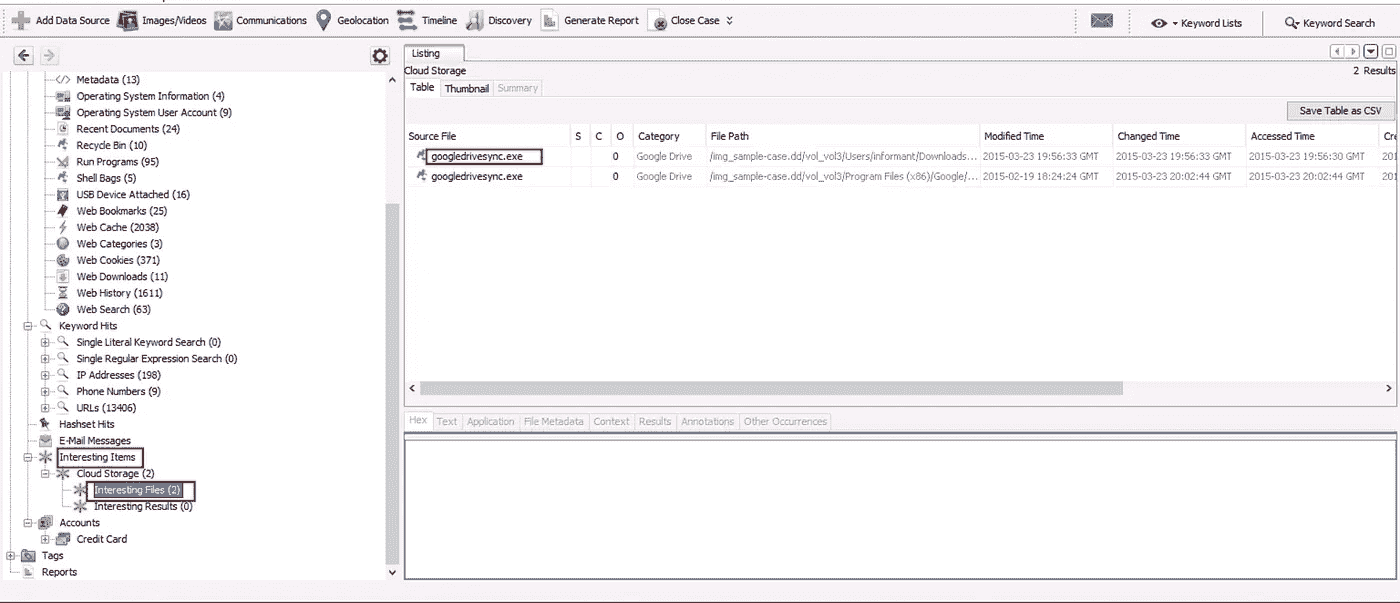 Add Data Source Images/Videos Communications Geolocation Timeline Discovery Generate Report Close Case Keyword Lists Keyword Search
Metadata (13)
Operating System Information (4)
Operating System User Account (9)
Recent Documents (24)
Recycle Bin (10)
Run Programs (95)
Shell Bags (5)
USB Device Attached (16)
Web Bookmarks (25)
Web Cache (2038)
Web Categories (3)
Web Cookies (371)
Web Downloads (11)
Web History (1611)
Web Search (63)
Keyword Hits
Single Literal Keyword Search (0)
Single Regular Expression Search (0)
IP Addresses (198)
Phone Numbers (9)
URLs (13406)
Hashset Hits
E-Mail Messages
Interesting Items
Cloud Storage (2)
Interesting Files (2)
Interesting Results (0)
Accounts
Credit Card
Tags
Reports
Listing
Cloud Storage 2 Results
Table Thumbnail Summary
Save Table as CSV
Source File S C O Category File Path Modified Time Changed Time Accessed Time Cre
googledrivesync.exe 0 Google Drive /img_sample-case.dd/vol_vol3/Users/informant/Downloads... 2015-03-23 19:56:33 GMT 2015-03-23 19:56:33 GMT 2015-03-23 19:56:30 GMT 201
googledrivesync.exe 0 Google Drive /img_sample-case.dd/vol_vol3/Program Files (x86)/Google/... 2015-02-19 18:24:24 GMT 2015-03-23 20:02:44 GMT 2015-03-23 20:02:44 GMT 201
Hex Text Application File Metadata Context Results Annotations Other Occurrences